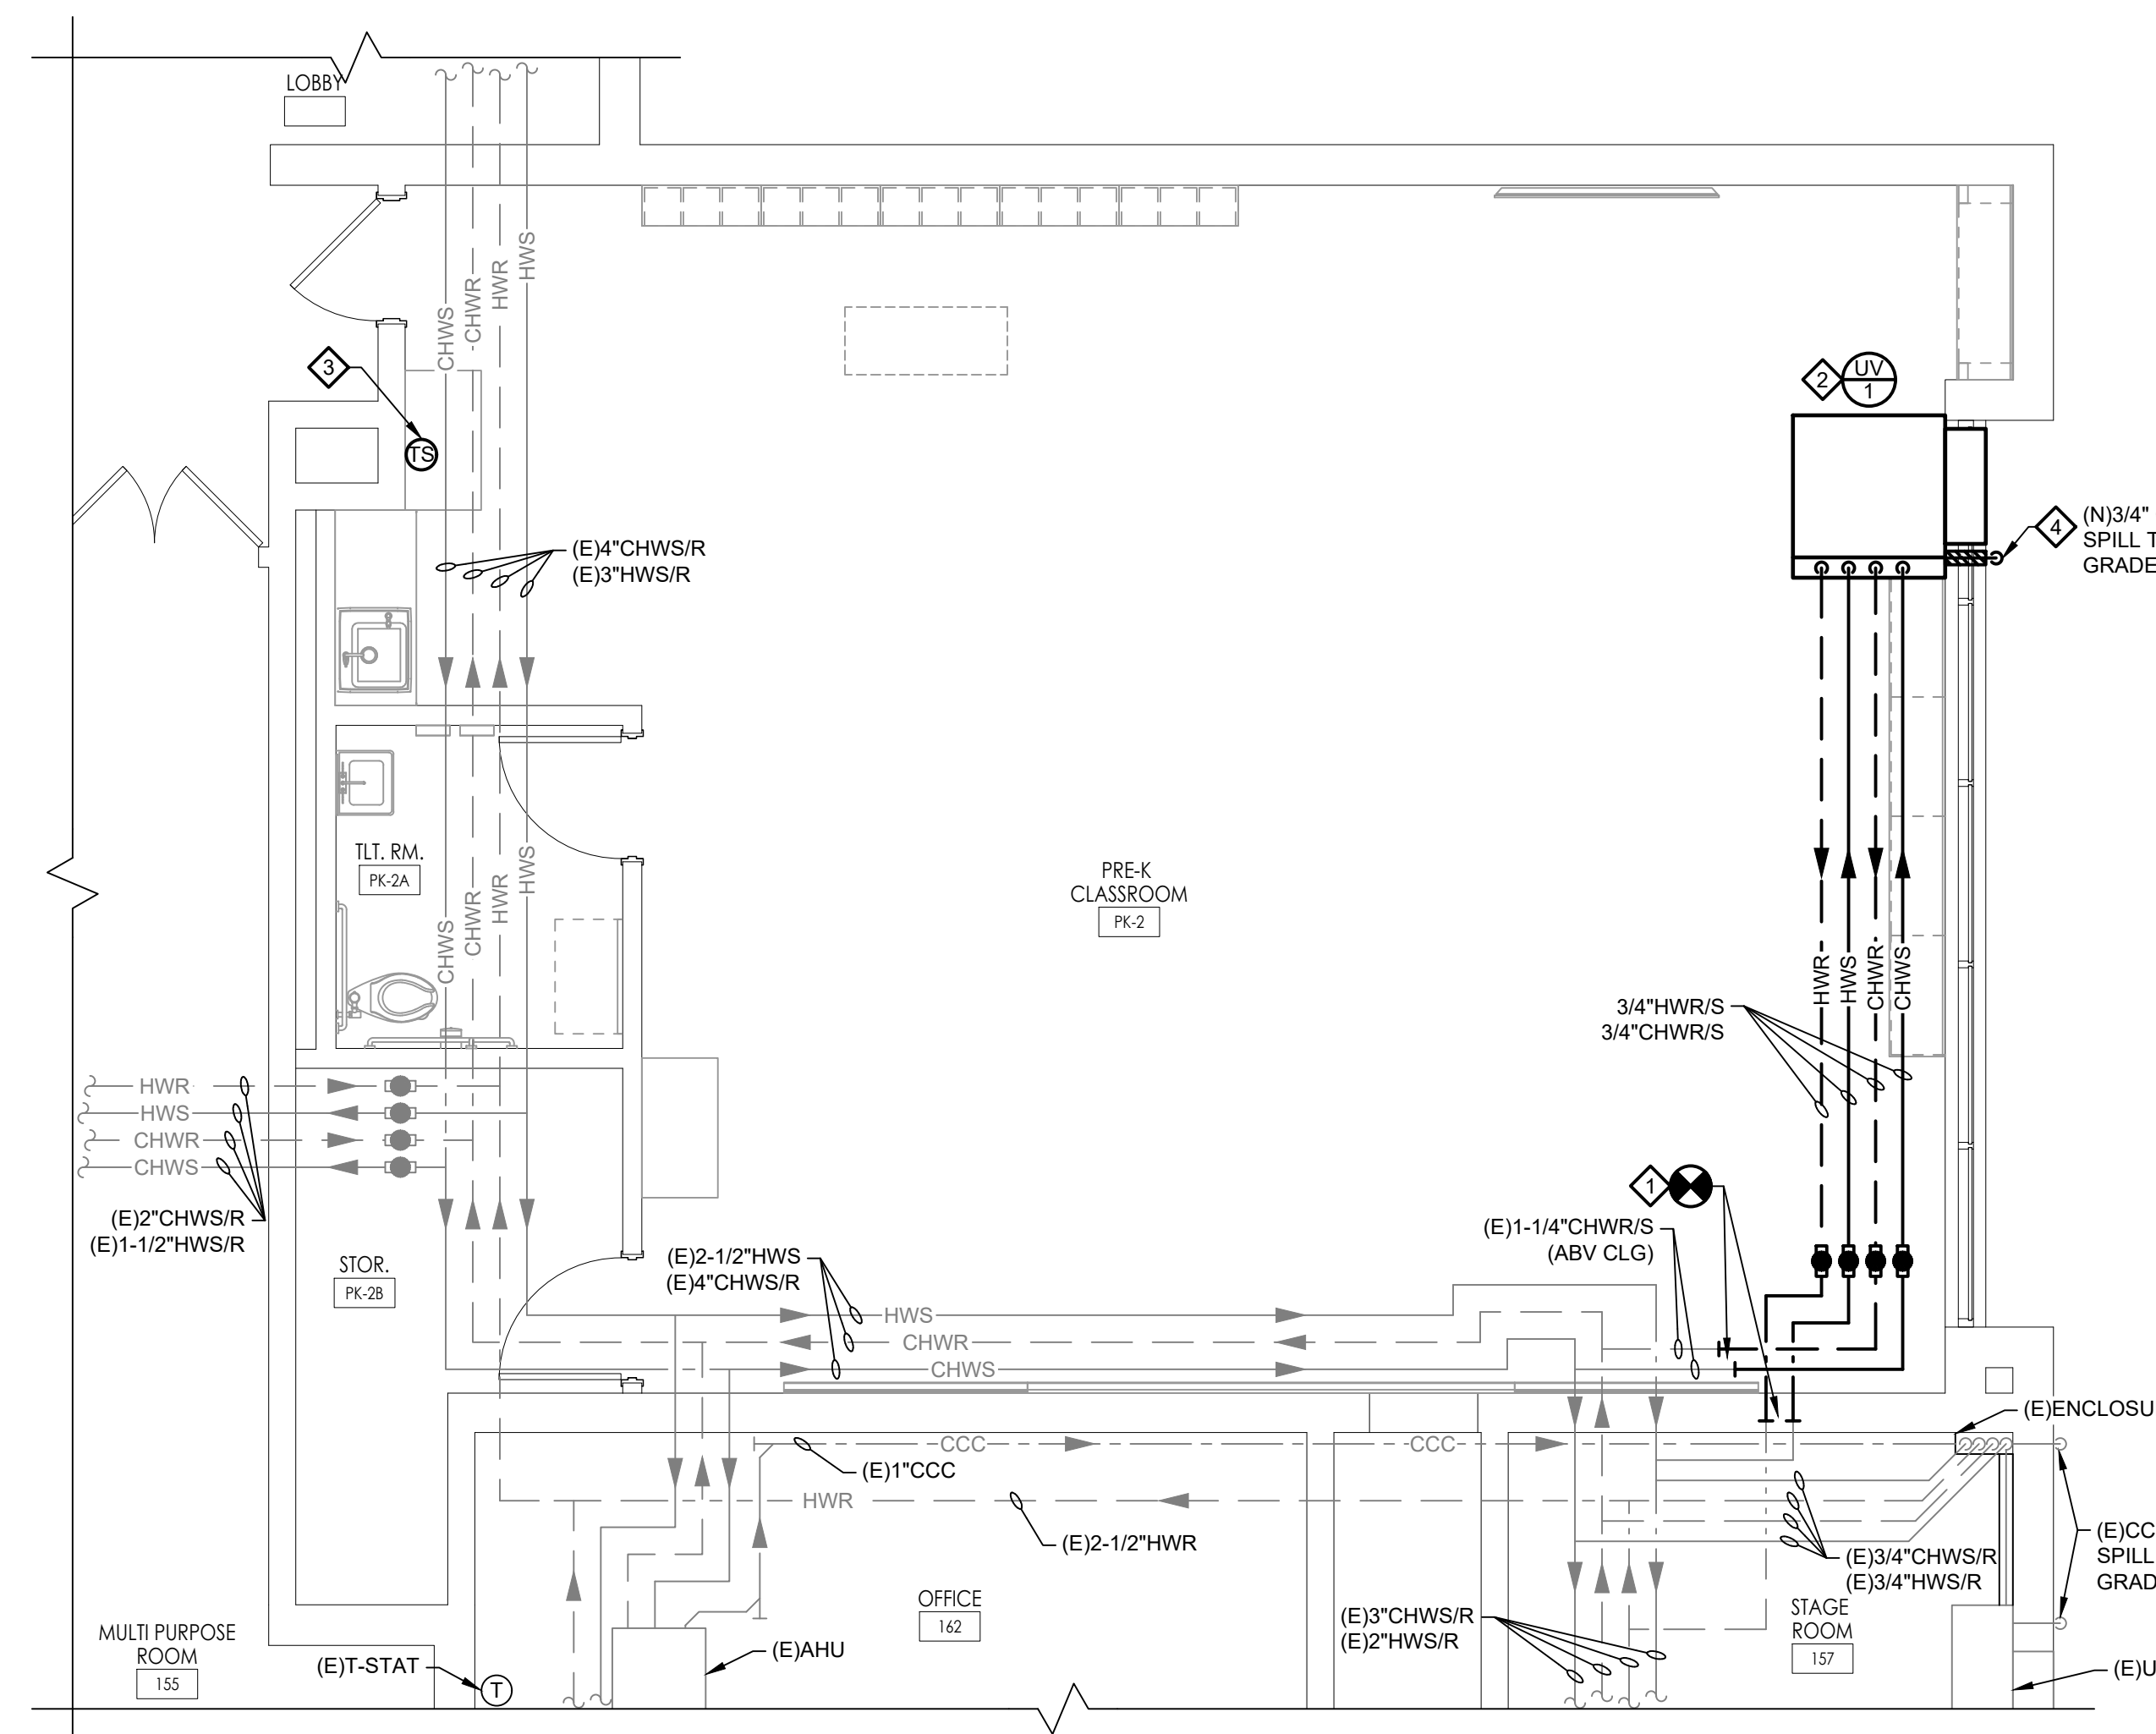 LOBBY
CHWS
CHWR
HWR
HWS
3
TS
(E)4"CHWS/R
(E)3"HWS/R
2
UV
1
4
(N)3/4"
SPILL T
GRADE
TLT. RM.
PK-2A
CHWS
CHWR
HWR
HWS
PRE-K
CLASSROOM
PK-2
HWR
HWS
CHWR
CHWS
3/4"HWR/S
3/4"CHWR/S
HWR
HWS
CHWR
CHWS
(E)2"CHWS/R
(E)1-1/2"HWS/R
STOR.
PK-2B
1
(E)1-1/4"CHWR/S
(ABV CLG)
(E)2-1/2"HWS
(E)4"CHWS/R
HWS
CHWR
CHWS
(E)ENCLOSU
CCC
CCC
(E)1"CCC
HWR
(E)2-1/2"HWR
(E)CC
SPILL
GRAD
(E)3/4"CHWS/R
(E)3/4"HWS/R
OFFICE
162
(E)3"CHWS/R
(E)2"HWS/R
STAGE
ROOM
157
MULTI PURPOSE
ROOM
155
(E)T-STAT
T
(E)AHU
(E)U